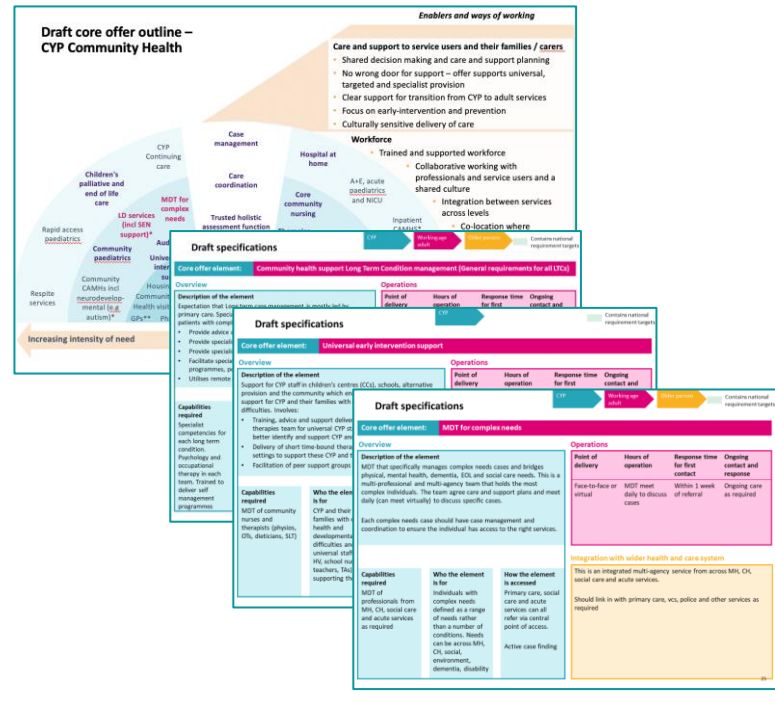 Enablers and ways of working
Draft core offer outline –
CYP Community Health
Care and support to service users and their families / carers
• Shared decision making and care and support planning
• No wrong door for support – offer supports universal,
targeted and specialist provision
• Clear support for transition from CYP to adult services
• Focus on early-intervention and prevention
• Culturally sensitive delivery of care
Workforce
• Trained and supported workforce
• Collaborative working with
professionals and service users and a
shared culture
• Integration between services
across levels
• Co-location where
Case
management
Care
coordination
Trusted holistic
assessment function
CYP
Continuing
care
Children's
palliative and
end of life
care
MDT for
complex
needs
LD services
(incl SEN
support)*
Rapid access
paediatrics
Community
paediatrics
Community
CAMHs incl
neurodevelop-
mental (e.g
autism)*
Respite
services
Health visit
GPs**
Hospital at
home
A+E, acute
paediatrics
and NICU
Core
community
nursing
Inpatient
CAMHS*
Increasing intensity of need
Draft specifications
CYP
Working age
adult
Older person
Contains national
requirement targets
Core offer element:
Community health support Long Term Condition management (General requirements for all LTCs)
Overview
Operations
Description of the element
Point of
delivery
Hours of
operation
Response time
for first
Ongoing
contact and
Expectation that Long term care management is mostly led by
primary care.
patients with
• Provide advice
• Provide
• Provide
• Facilitate
programmes,
• Utilises remote
Capabilities
required
Specialist
competencies for
each long term
condition.
Psychology and
occupational
therapy in each
team. Trained to
deliver self
management
programmes
Draft specifications
CYP
Contains national
requirement targets
Core offer element:
Universal early intervention support
Overview
Operations
Description of the element
Point of
delivery
Hours of
operation
Response time
for first
Ongoing
contact and
Support for CYP staff in children's centres (CCs), schools, alternative
provision and the community which
support for CYP and their families with
difficulties. Involves:
• Training, advice and support
therapies team for universal CYP
better identify and support CYP and
• Delivery of short time-bound
settings to support these CYP and
• Facilitation of peer support groups
Capabilities
required
MDT of community
nurses and
therapists (physios,
OTs, dieticians, SLT)
Who the
is for
CYP and their
families with
health and
developmental
difficulties
universal staff
HV, school
teachers, TAs)
supporting
Draft specifications
CYP
Working age
adult
Older person
Contains national
requirement targets
Core offer element:
MDT for complex needs
Overview
Operations
Description of the element
MDT that specifically manages complex needs cases and bridges
physical, mental health, dementia, EOL and social care needs. This is a
multi-professional and multi-agency team that holds the most
complex individuals. The team agree care and support plans and meet
daily (can meet virtually) to discuss specific cases.
Each complex needs case should have case management and
coordination to ensure the individual has access to the right services.
Point of
delivery
Hours of
operation
Response time
for first
contact
Ongoing
contact and
response
Face-to-face or
virtual
MDT meet
daily to discuss
cases
Within 1 week
of referral
Ongoing care
as required
Capabilities
required
MDT of
professionals from
MH, CH, social care
and acute services
as required
Who the element
is for
Individuals with
complex needs
defined as a range
of needs rather
than a number of
conditions. Needs
can be across MH,
CH, social,
environment,
dementia, disability
How the element
is accessed
Primary care, social
care and acute
services can all
refer via central
point of access.
Active case finding
Integration with wider health and care system
This is an integrated multi-agency service from across MH, CH,
social care and acute services.
Should link in with primary care, vcs, police and other services as
required